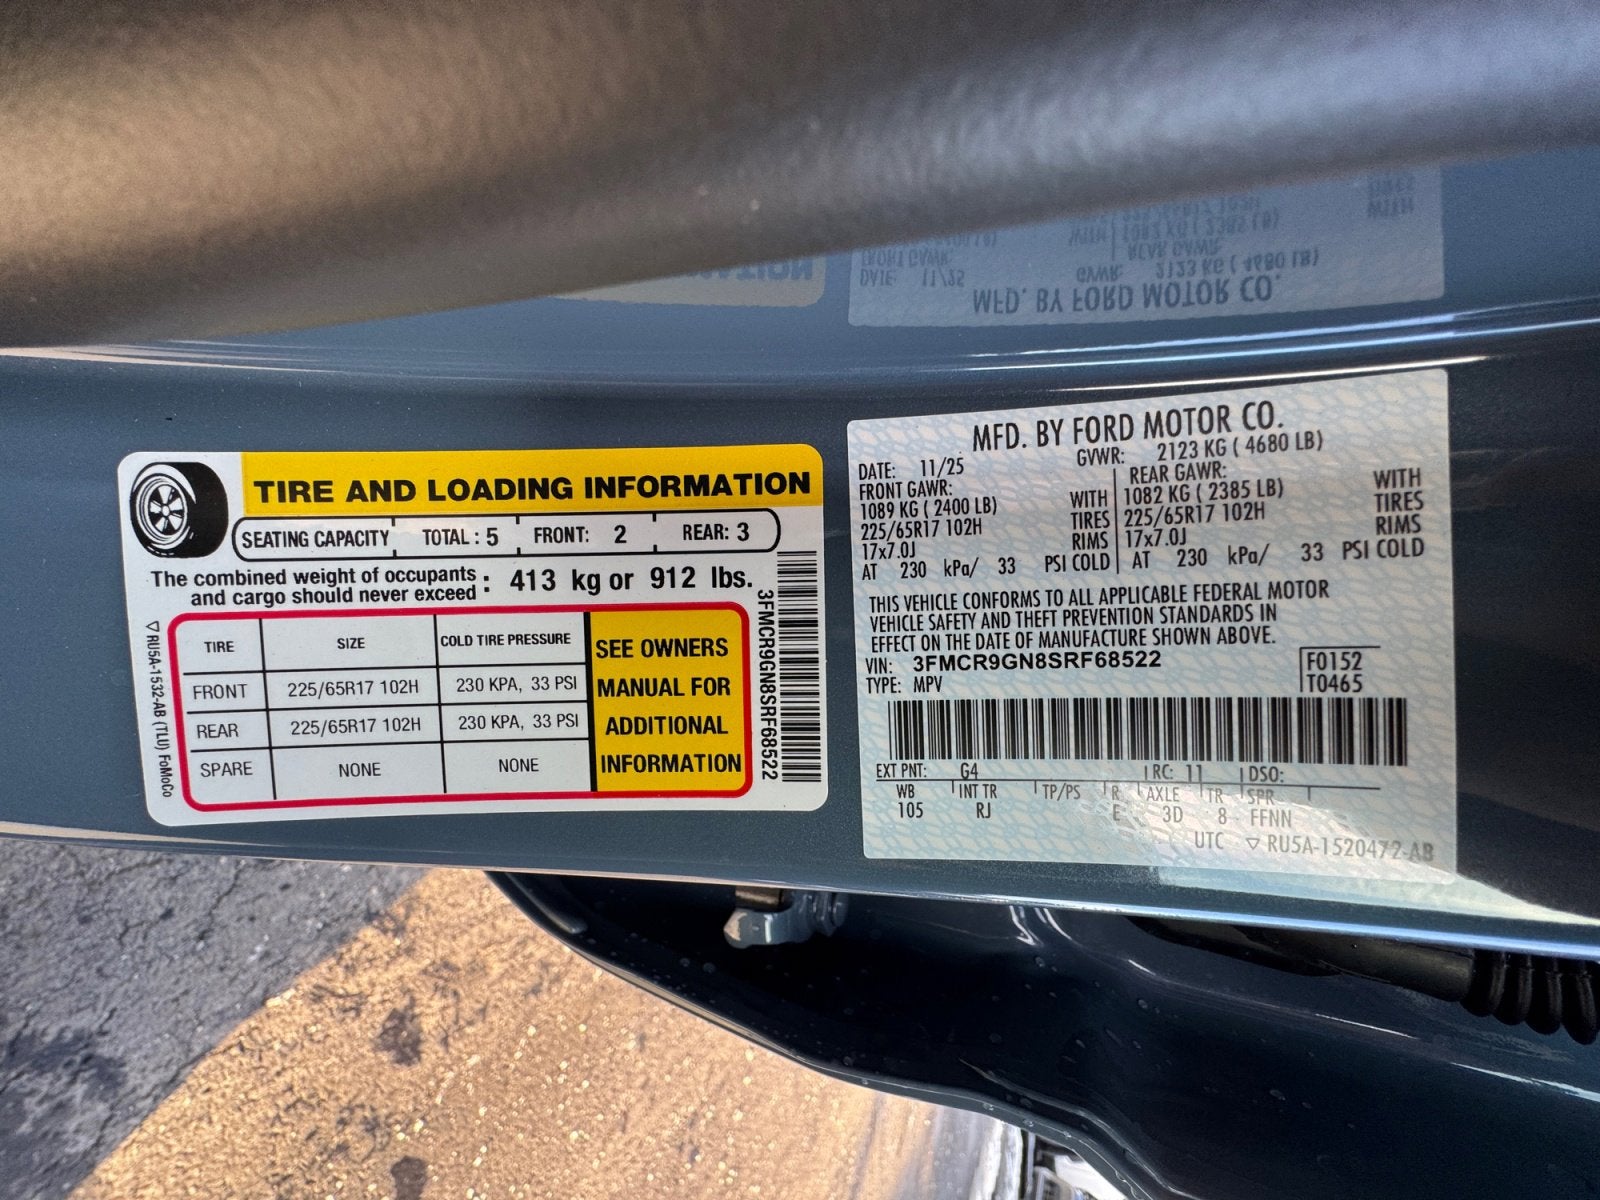 TIRE AND LOADING INFORMATION
SEATING CAPACITY TOTAL : 5 FRONT: 2 REAR: 3
The combined weight of occupants
and cargo should never exceed : 413 kg or 912 lbs.
TIRE SIZE COLD TIRE PRESSURE
FRONT 225/65R17 102H 230 KPA, 33 PSI
REAR 225/65R17 102H 230 KPA, 33 PSI
SPARE NONE NONE
SEE OWNERS
MANUAL FOR
ADDITIONAL
INFORMATION
3FMCR9GN8SRF68522
▽ RU5A-1532-AB (TLU) FoMoCo
MFD. BY FORD MOTOR CO.
DATE: 11/25 GVWR: 2123 KG ( 4680 LB)
FRONT GAWR:
1089 KG ( 2400 LB) WITH
225/65R17 102H TIRES
17x7.0J RIMS
AT 230 kPa/ 33 PSI COLD
REAR GAWR: WITH
1082 KG ( 2385 LB) TIRES
225/65R17 102H RIMS
17x7.0J
AT 230 kPa/ 33 PSI COLD
THIS VEHICLE CONFORMS TO ALL APPLICABLE FEDERAL MOTOR
VEHICLE SAFETY AND THEFT PREVENTION STANDARDS IN
EFFECT ON THE DATE OF MANUFACTURE SHOWN ABOVE.
VIN: 3FMCR9GN8SRF68522 F0152
TYPE: MPV T0465
EXT PNT: G4 RC: 11 DSO:
WB INT TR TP/PS R AXLE TR SPR
105 RJ E 3D 8 FFNN
UTC ▽ RU5A-1520472-AB